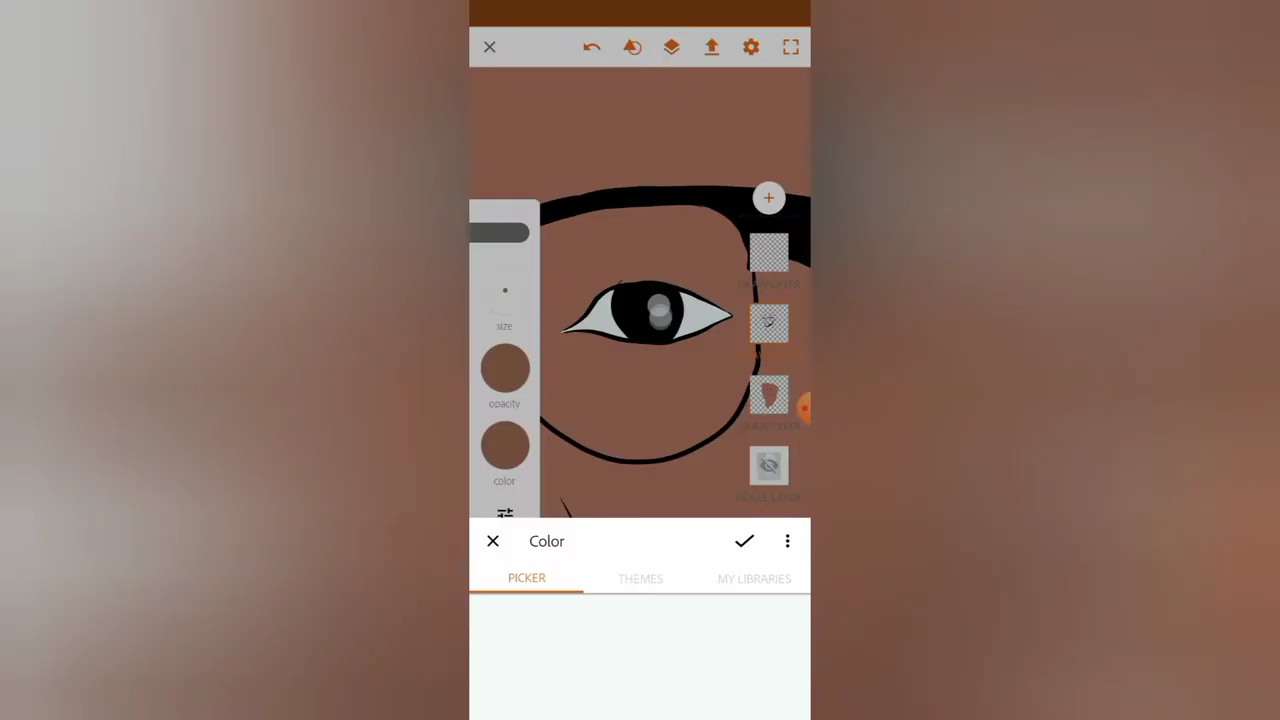 size
opacity
color
Color
PICKER
THEMES
MY LIBRARIES